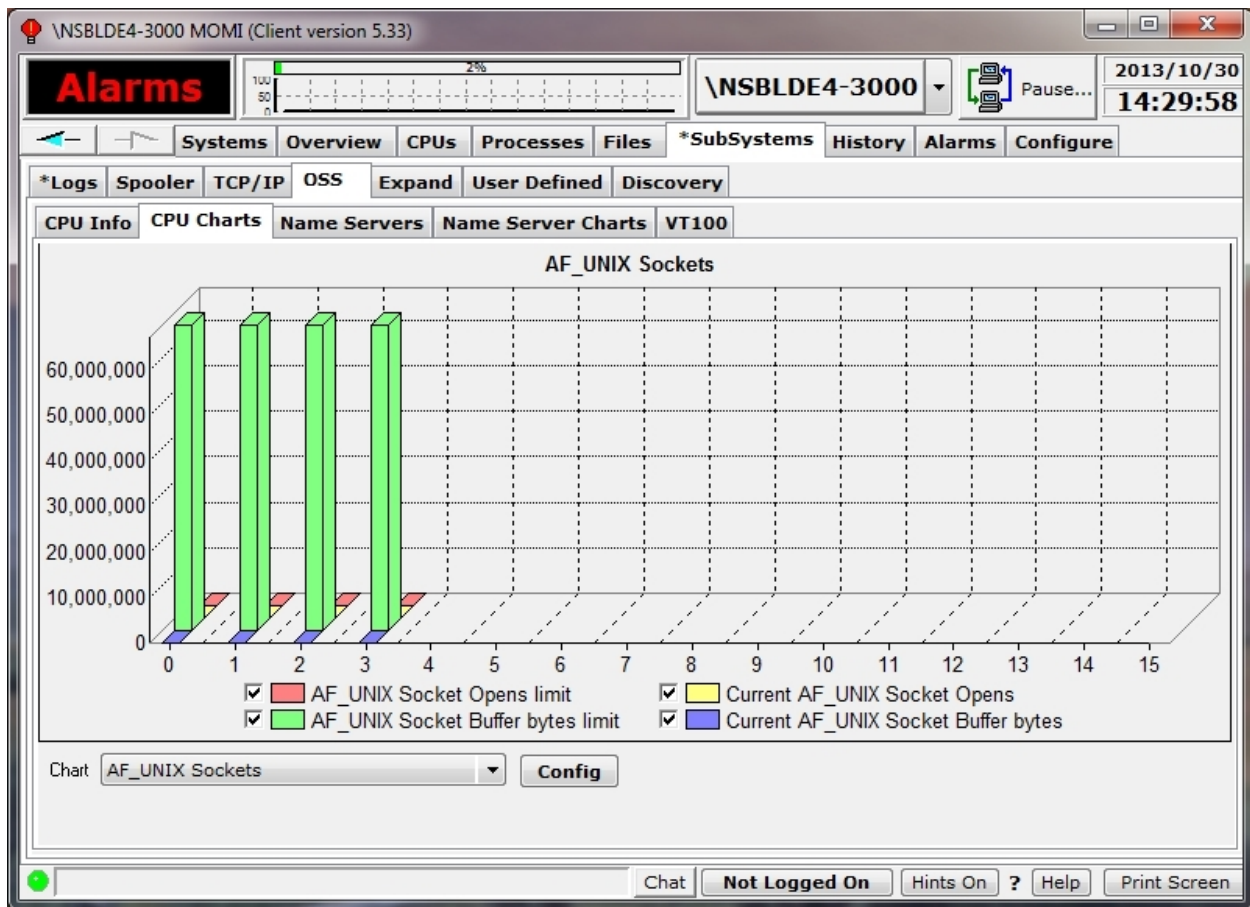 \NSBLDE4-3000 MOMI (Client version 5.33)
Alarms
2%
100
50
0
\NSBLDE4-3000
Pause...
2013/10/30
14:29:58
Systems Overview CPUs Processes Files *SubSystems History Alarms Configure
*Logs Spooler TCP/IP OSS Expand User Defined Discovery
CPU Info CPU Charts Name Servers Name Server Charts VT100
AF_UNIX Sockets
60,000,000
50,000,000
40,000,000
30,000,000
20,000,000
10,000,000
0
0 1 2 3 4 5 6 7 8 9 10 11 12 13 14 15
AF_UNIX Socket Opens limit Current AF_UNIX Socket Opens
AF_UNIX Socket Buffer bytes limit Current AF_UNIX Socket Buffer bytes
Chart AF_UNIX Sockets Config
Chat Not Logged On Hints On ? Help Print Screen